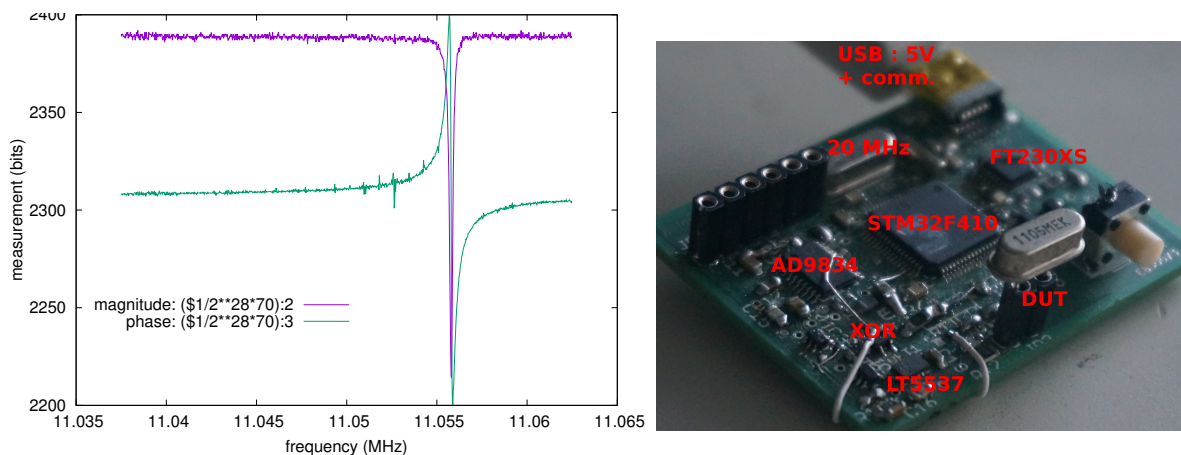 2400
2350
2300
2250
2200
measurement (bits)
magnitude: ($1/2**28*70):2
phase: ($1/2**28*70):3
11.035
11.04
11.045
11.05
11.055
11.06
11.065
frequency (MHz)
USB : 5V
+ comm.
20 MHz
FT230XS
STM32F410
1105MEK
AD9834
DUT
XOR
LT5537